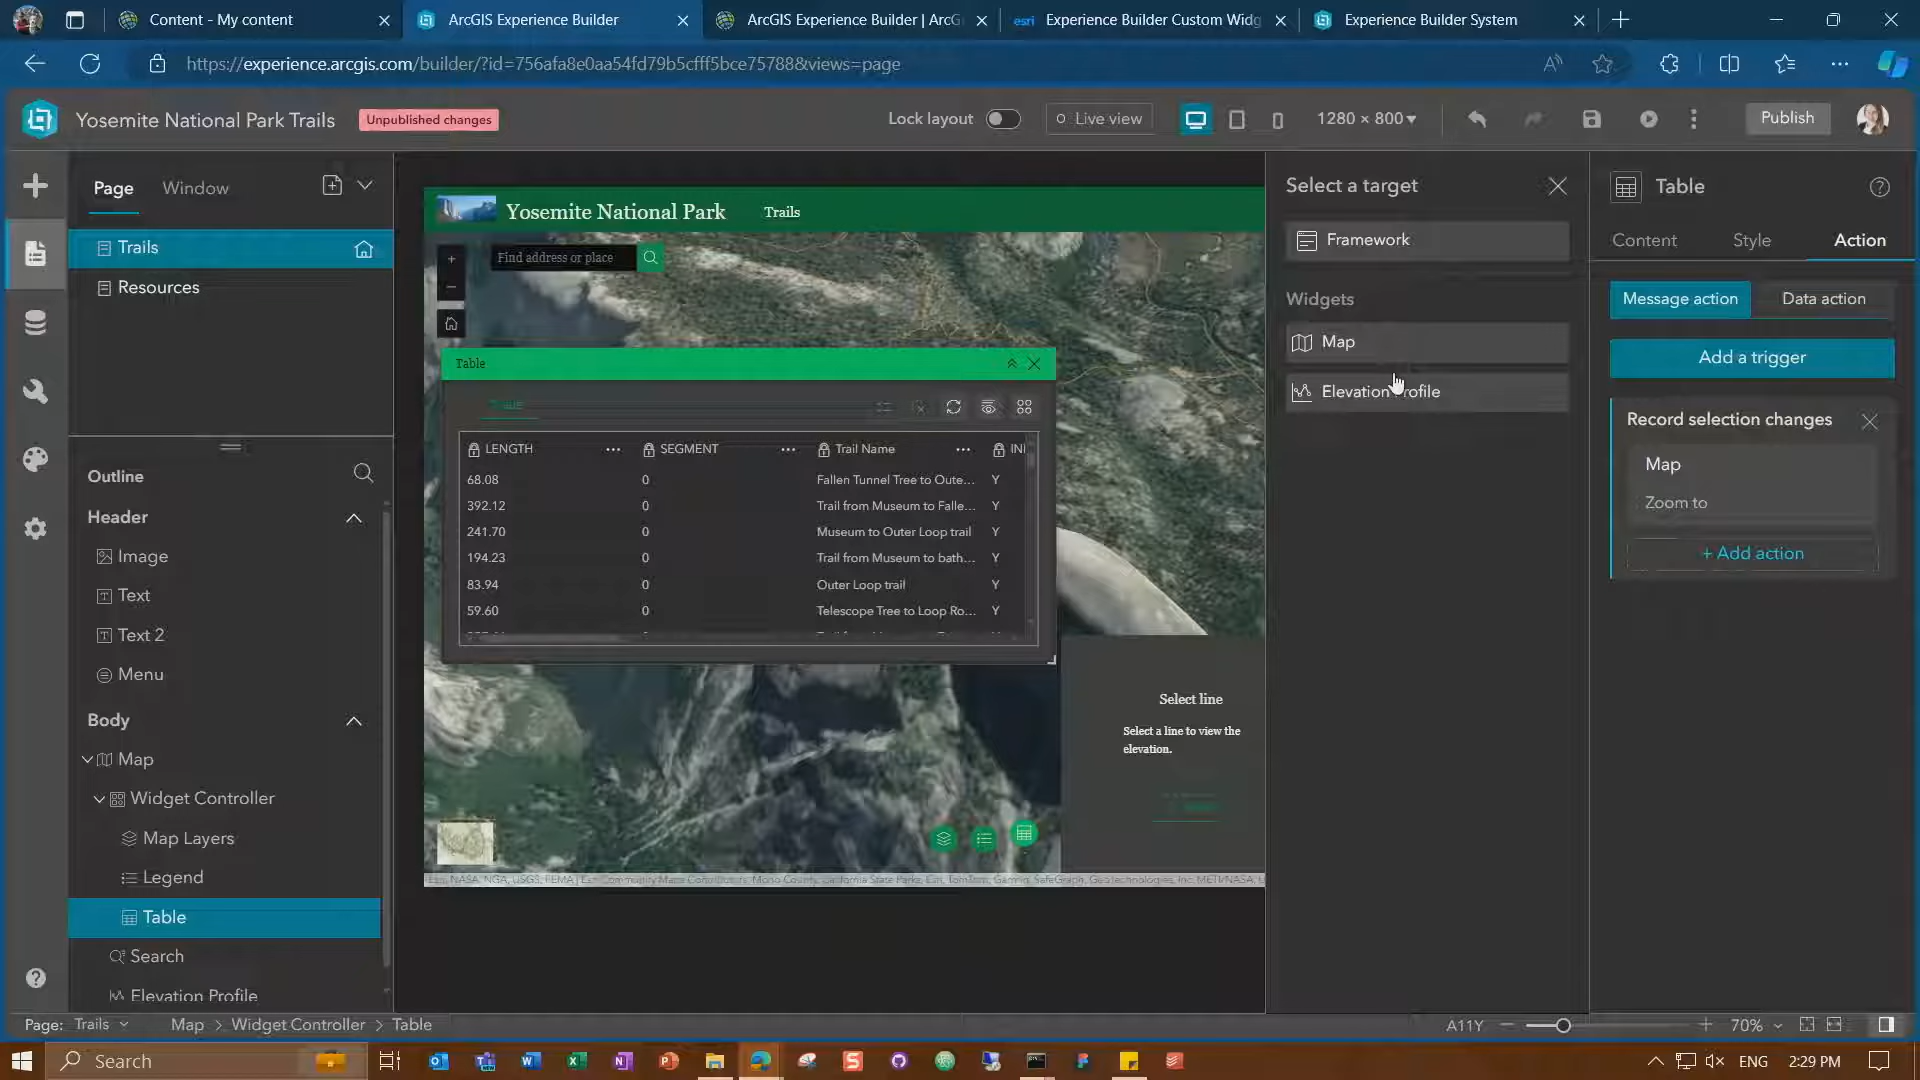 Content - My content
ArcGIS Experience Builder
ArcGIS Experience Builder | ArcG
esri Experience Builder Custom Widg
Experience Builder System
https://experience.arcgis.com/builder/?id=756afa8e0aa54fd79b5cfff5bce75788&views=page
Yosemite National Park Trails
Unpublished changes
Lock layout
Live view
1280 × 800
Publish
Page
Window
Trails
Resources
Outline
Header
Image
Text
Text 2
Menu
Body
Map
Widget Controller
Map Layers
Legend
Table
Search
Elevation Profile
Yosemite National Park
Trails
Find address or place
Table
LENGTH ... SEGMENT ... Trail Name ... IN
68.08 0 Fallen Tunnel Tree to Oute... Y
392.12 0 Trail from Museum to Falle... Y
241.70 0 Museum to Outer Loop trail Y
194.23 0 Trail from Museum to bath... Y
83.94 0 Outer Loop trail Y
59.60 0 Telescope Tree to Loop Ro... Y
Select line
Select a line to view the
elevation.
Select a target
Framework
Widgets
Map
Elevation Profile
Table
Content
Style
Action
Message action
Data action
Add a trigger
Record selection changes
Map
Zoom to
+ Add action
Page: Trails
Map > Widget Controller > Table
A11Y
70%
Search
ENG
2:29 PM